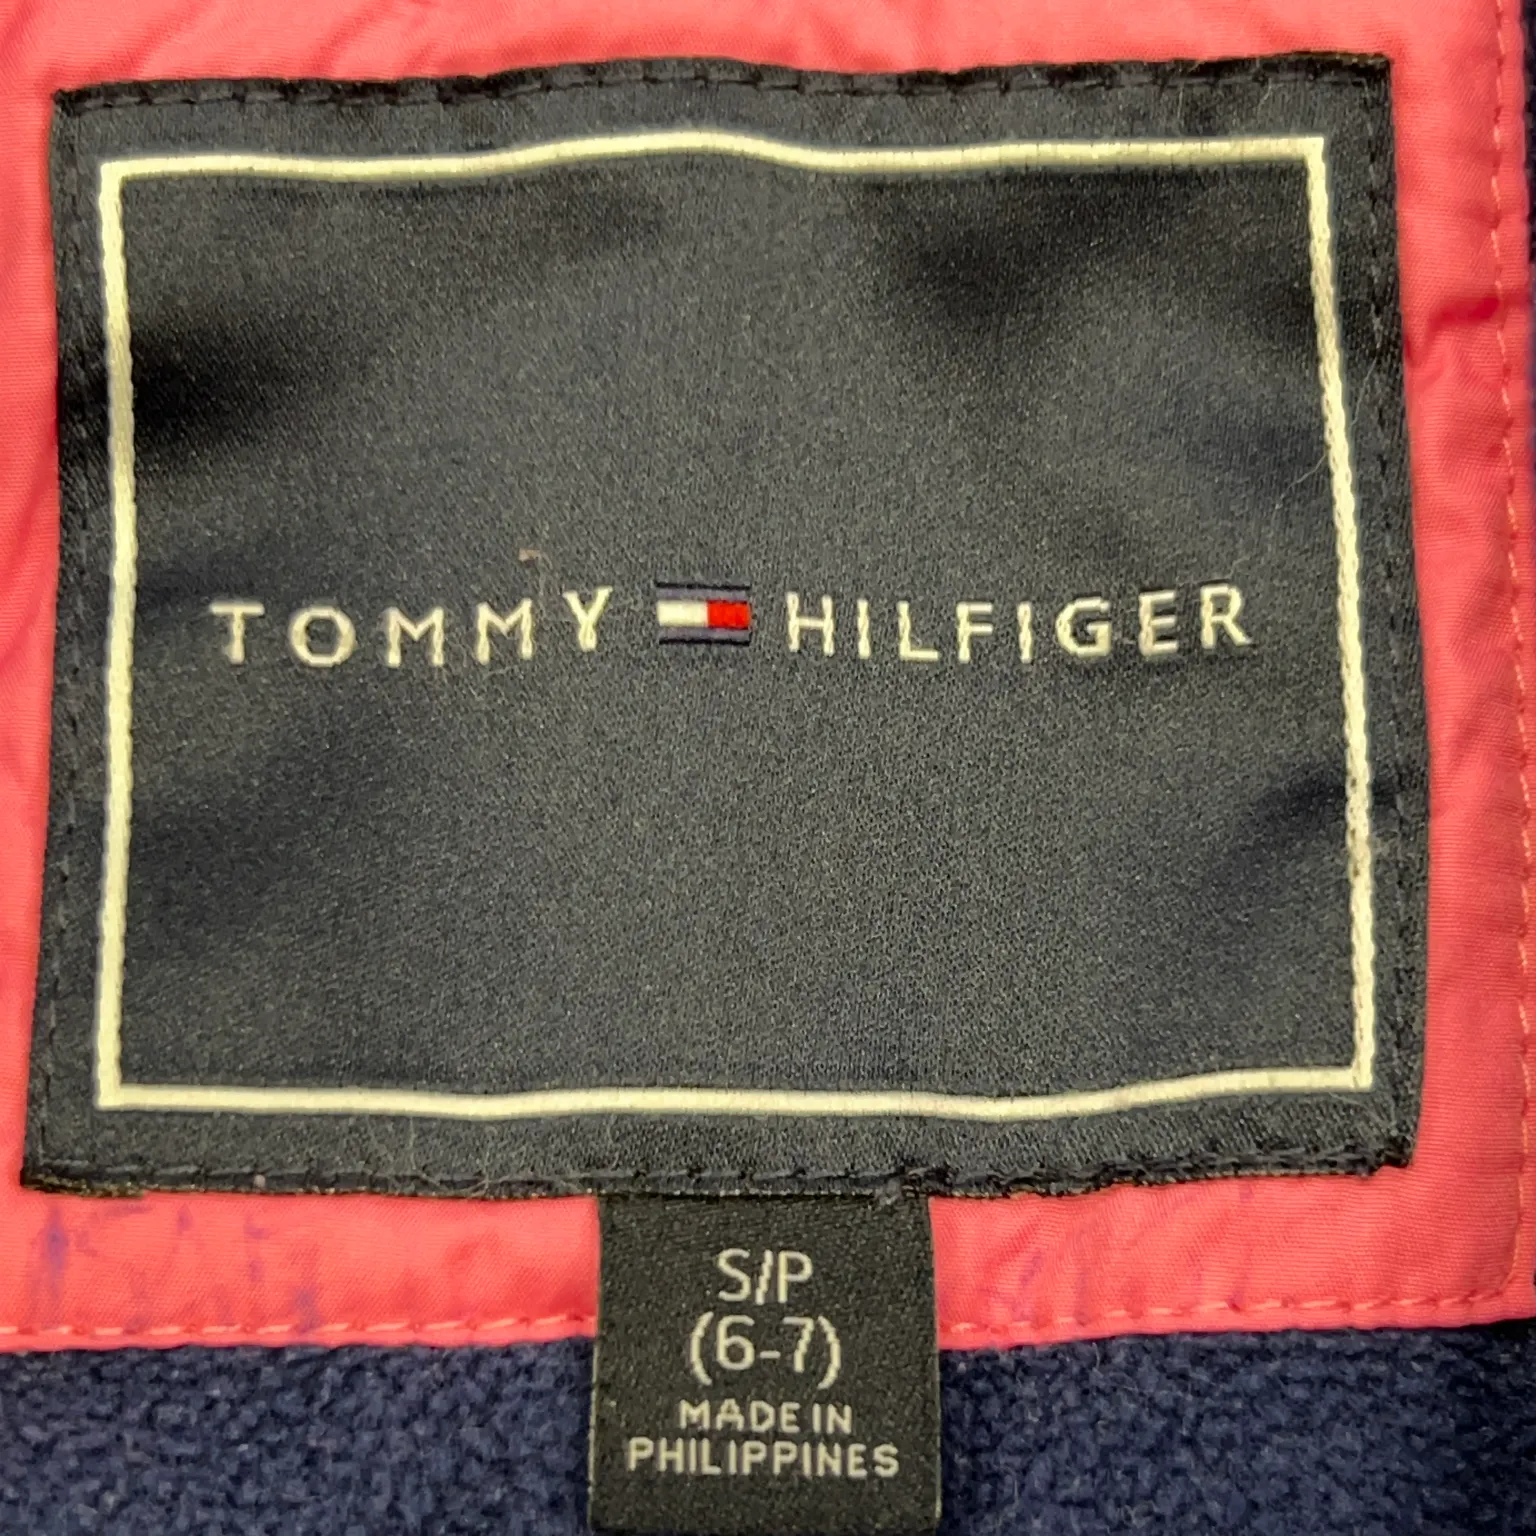 TOMMY HILFIGER
S/P
(6-7)
MADE IN
PHILIPPINES